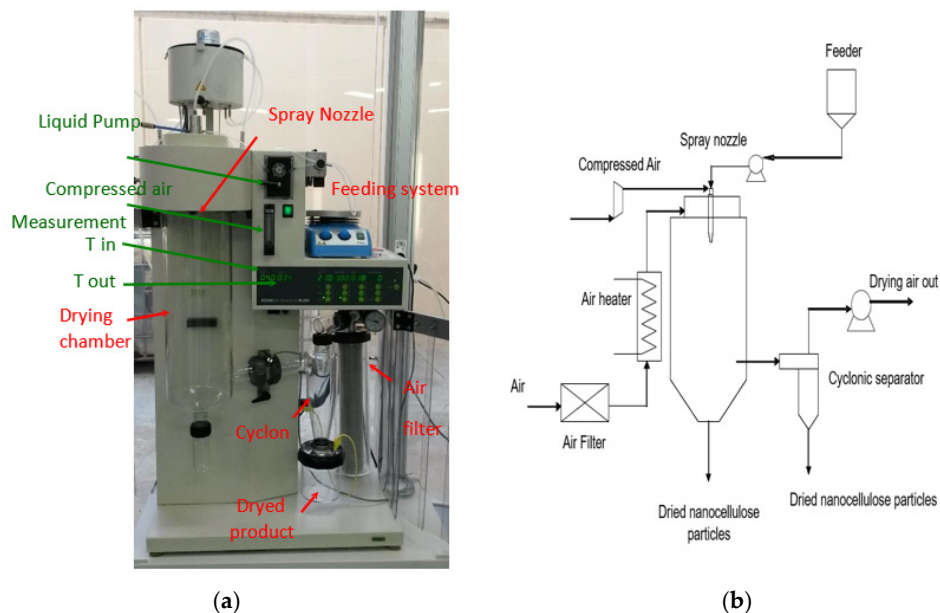 Liquid Pump
Spray Nozzle
Compressed air
Feeding system
Measurement
T in
T out
Drying
chamber
Air
filter
Cyclon
Dryed
product
(a)
Feeder
Spray nozzle
Compressed Air
Air heater
Drying air out
Air
Cyclonic separator
Air Filter
Dried nanocellulose
particles
Dried nanocellulose particles
(b)